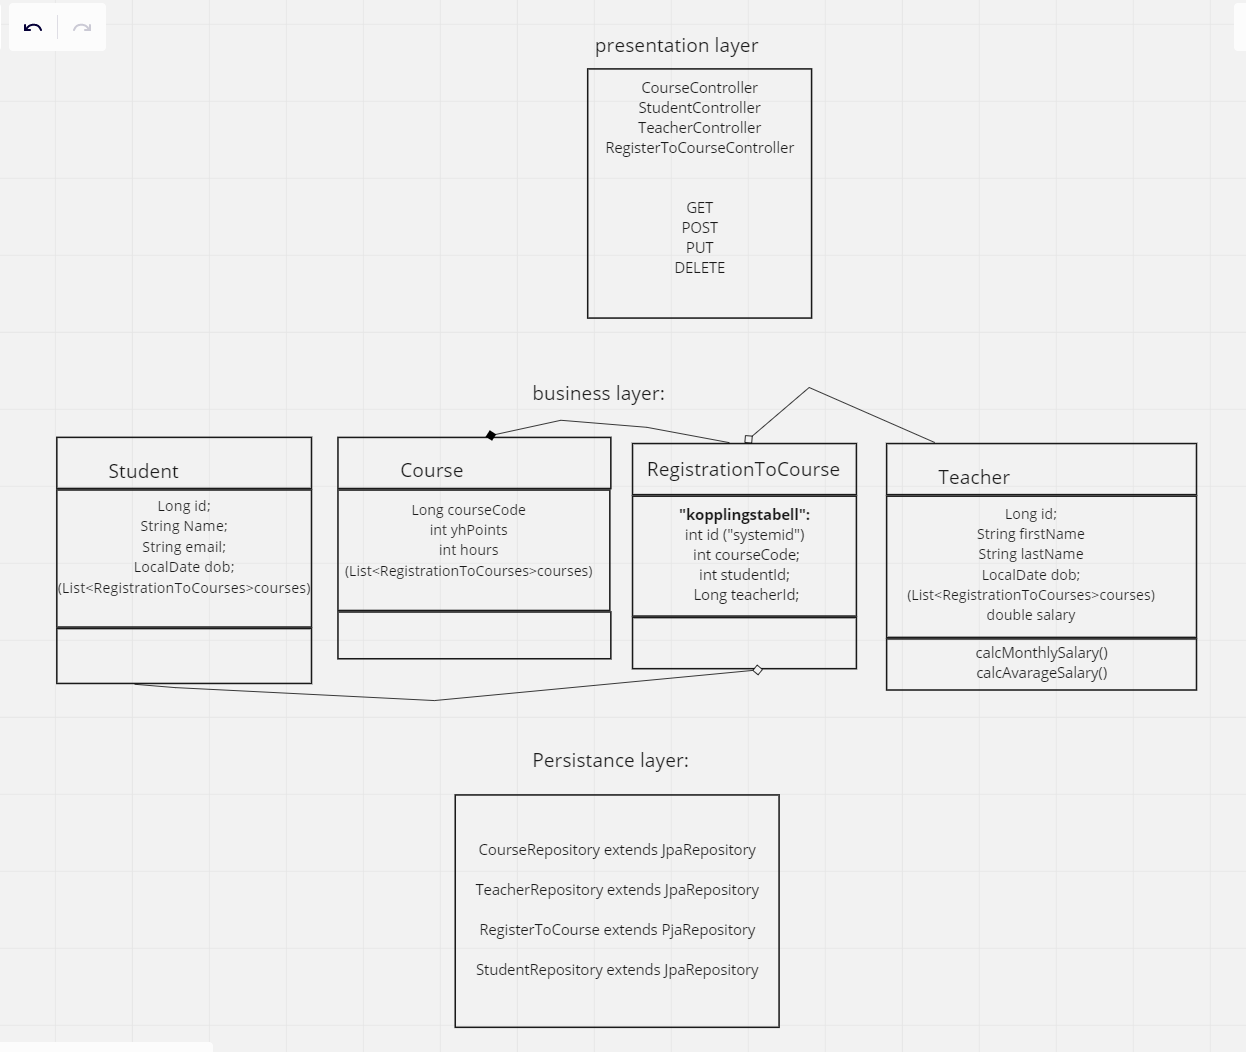 presentation layer
CourseController
StudentController
TeacherController
RegisterToCourseController
GET
POST
PUT
DELETE
business layer:
Student
Long id;
String Name;
String email;
LocalDate dob;
(List<RegistrationToCourses>courses)
Course
Long courseCode
int yhPoints
int hours
(List<RegistrationToCourses>courses)
RegistrationToCourse
"kopplingstabell":
int id ("systemid")
int courseCode;
int studentId;
Long teacherId;
Teacher
Long id;
String firstName
String lastName
LocalDate dob;
(List<RegistrationToCourses>courses)
double salary
calcMonthlySalary()
calcAvarageSalary()
Persistance layer:
CourseRepository extends JpaRepository
TeacherRepository extends JpaRepository
RegisterToCourse extends PjaRepository
StudentRepository extends JpaRepository